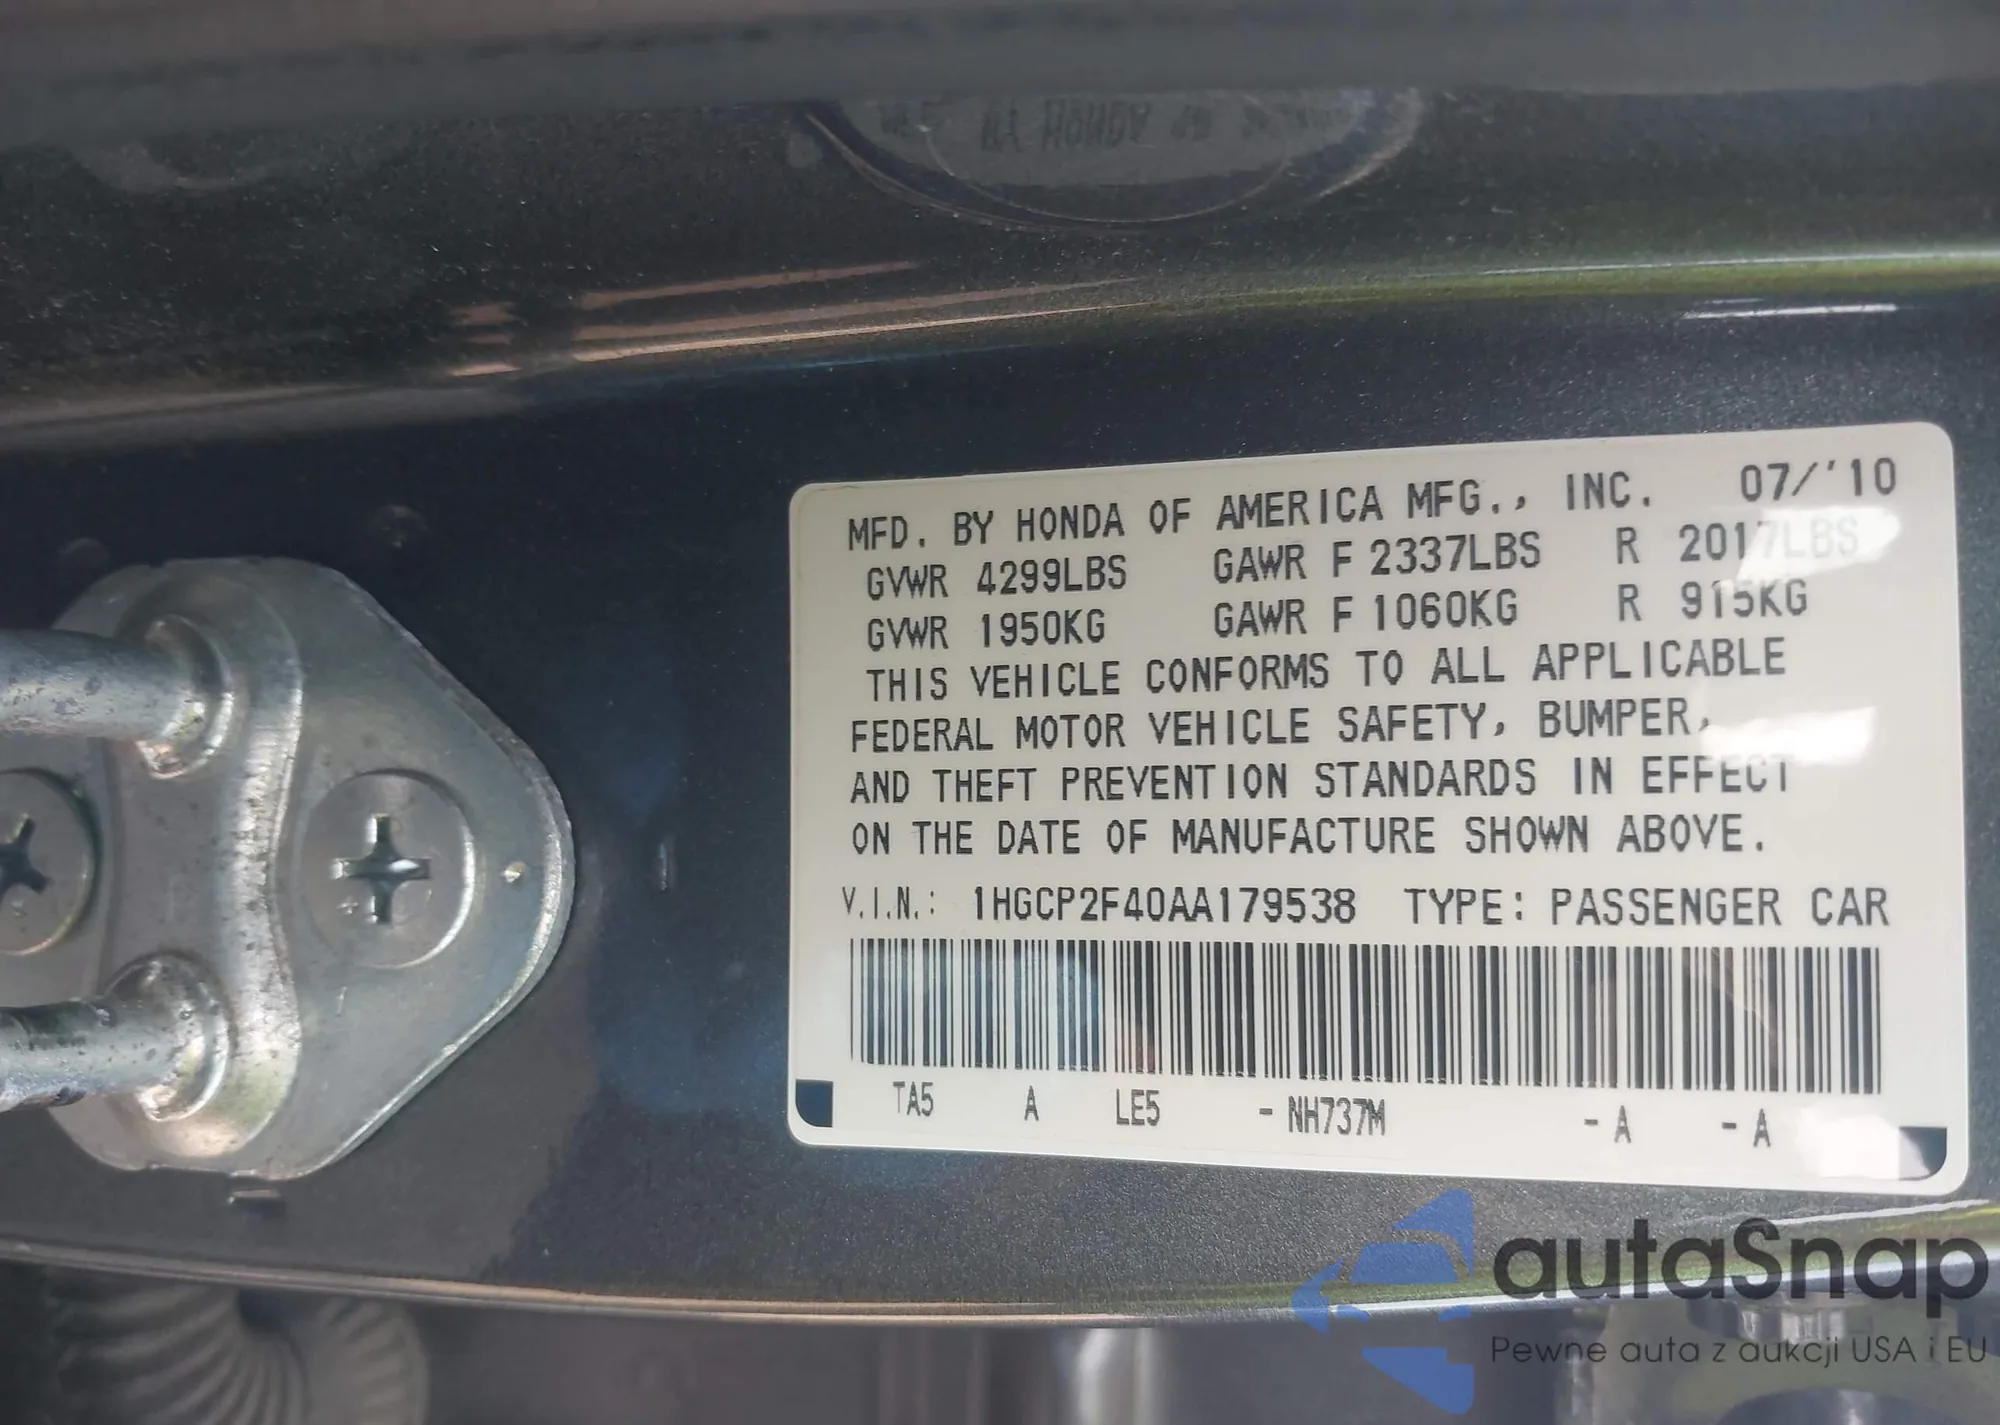 MFD. BY HONDA OF AMERICA MFG., INC. 07/'10
GVWR 4299LBS GAWR F 2337LBS R 2017LBS
GVWR 1950KG GAWR F 1060KG R 915KG
THIS VEHICLE CONFORMS TO ALL APPLICABLE
FEDERAL MOTOR VEHICLE SAFETY, BUMPER,
AND THEFT PREVENTION STANDARDS IN EFFECT
ON THE DATE OF MANUFACTURE SHOWN ABOVE.
V.I.N.: 1HGCP2F40AA179538 TYPE: PASSENGER CAR
TA5 A LE5 - NH737M - A - A
autaSnap
Pewne auta z aukcji USA i EU